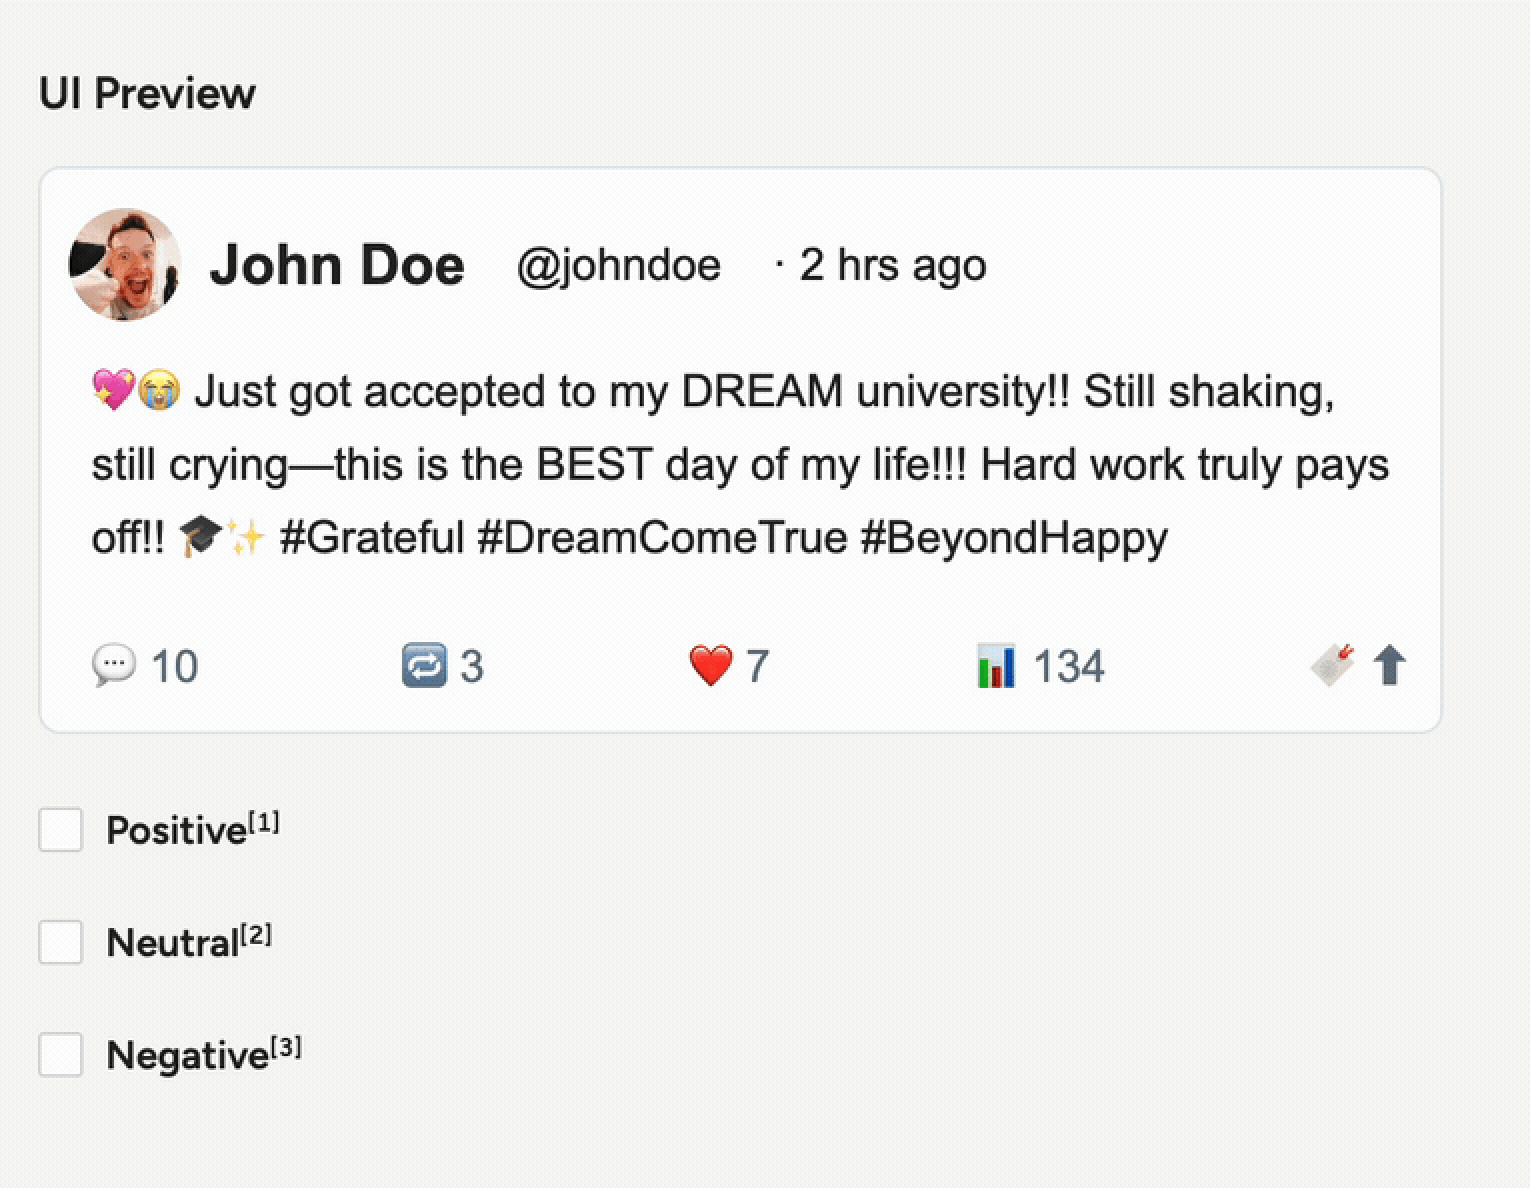 UI Preview
John Doe @johndoe · 2 hrs ago
💖😭 Just got accepted to my DREAM university!! Still shaking,
still crying—this is the BEST day of my life!!! Hard work truly pays
off!! 🎓✨ #Grateful #DreamComeTrue #BeyondHappy
10 3 7 134
Positive[1]
Neutral[2]
Negative[3]